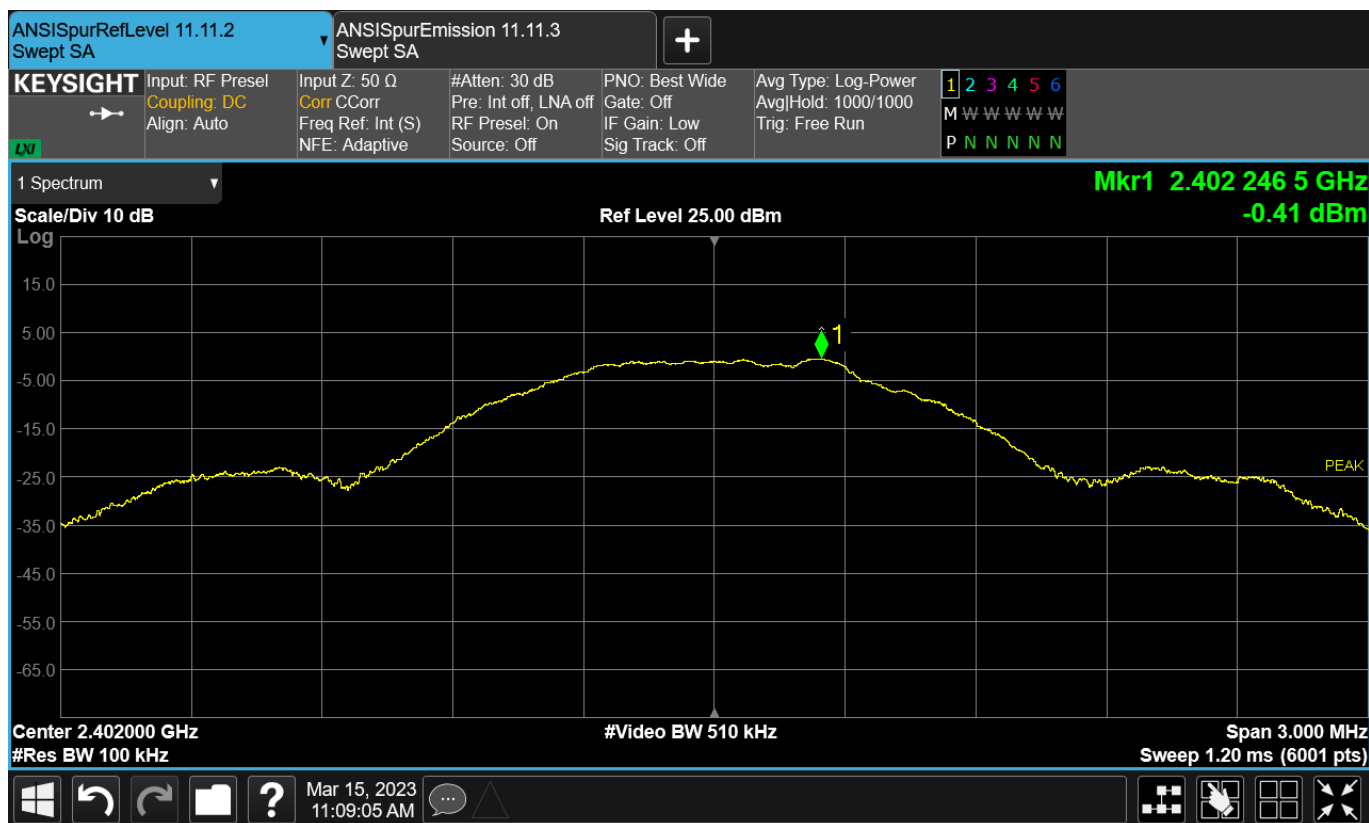 ANSISpurRefLevel 11.11.2
Swept SA
ANSISpurEmission 11.11.3
Swept SA
KEYSIGHT
LXI
Input: RF Presel
Coupling: DC
Align: Auto
Input Z: 50 Ω
Corr CCorr
Freq Ref: Int (S)
NFE: Adaptive
#Atten: 30 dB
Pre: Int off, LNA off
RF Presel: On
Source: Off
PNO: Best Wide
Gate: Off
IF Gain: Low
Sig Track: Off
Avg Type: Log-Power
Avg|Hold: 1000/1000
Trig: Free Run
1 2 3 4 5 6
M W W W W W
P N N N N N
1 Spectrum
Mkr1 2.402 246 5 GHz
-0.41 dBm
Scale/Div 10 dB
Ref Level 25.00 dBm
Log
15.0
5.00
-5.00
-15.0
-25.0
-35.0
-45.0
-55.0
-65.0
1
PEAK
Center 2.402000 GHz
#Video BW 510 kHz
Span 3.000 MHz
#Res BW 100 kHz
Sweep 1.20 ms (6001 pts)
?
Mar 15, 2023
11:09:05 AM